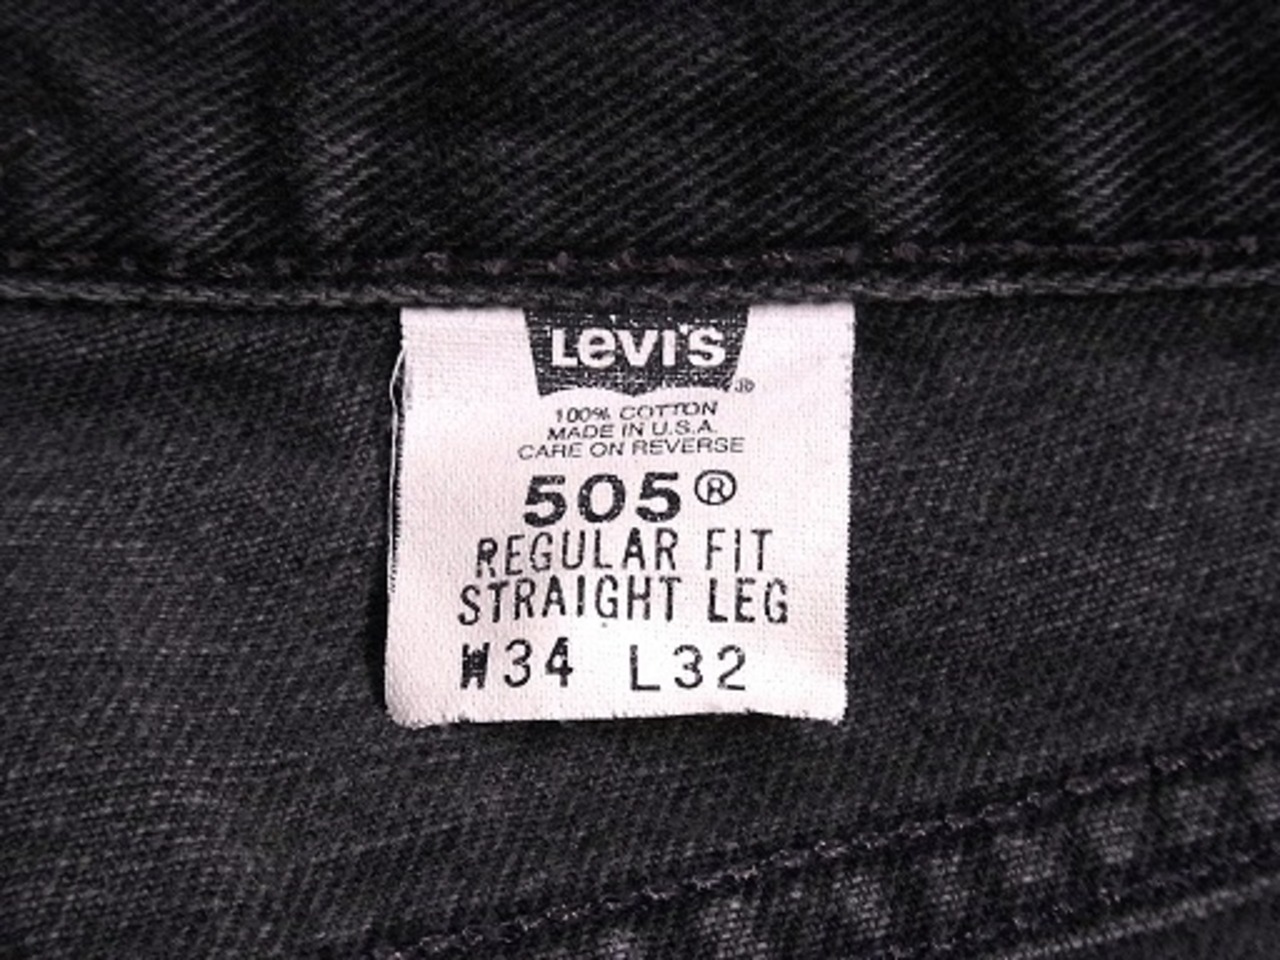 Levi's®
100% COTTON
MADE IN U.S.A.
CARE ON REVERSE
505®
REGULAR FIT
STRAIGHT LEG
W34 L32